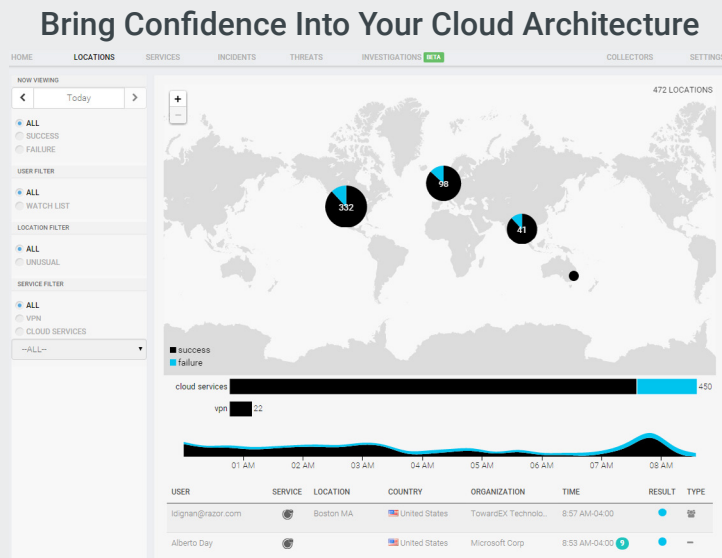 Bring Confidence Into Your Cloud Architecture
HOME LOCATIONS SERVICES INCIDENTS THREATS INVESTIGATIONS BETA COLLECTORS SETTINGS
NOW VIEWING
Today
ALL
SUCCESS
FAILURE
USER FILTER
ALL
WATCH LIST
LOCATION FILTER
ALL
UNUSUAL
SERVICE FILTER
ALL
VPN
CLOUD SERVICES
--ALL--
+
−
472 LOCATIONS
332
98
41
success
failure
cloud services 450
vpn 22
01 AM 02 AM 03 AM 04 AM 05 AM 06 AM 07 AM 08 AM
USER SERVICE LOCATION COUNTRY ORGANIZATION TIME RESULT TYPE
ldignan@razor.com Boston MA United States TowardEX Technolo.. 8:57 AM-04:00
Alberto Day United States Microsoft Corp 8:53 AM-04:00 9